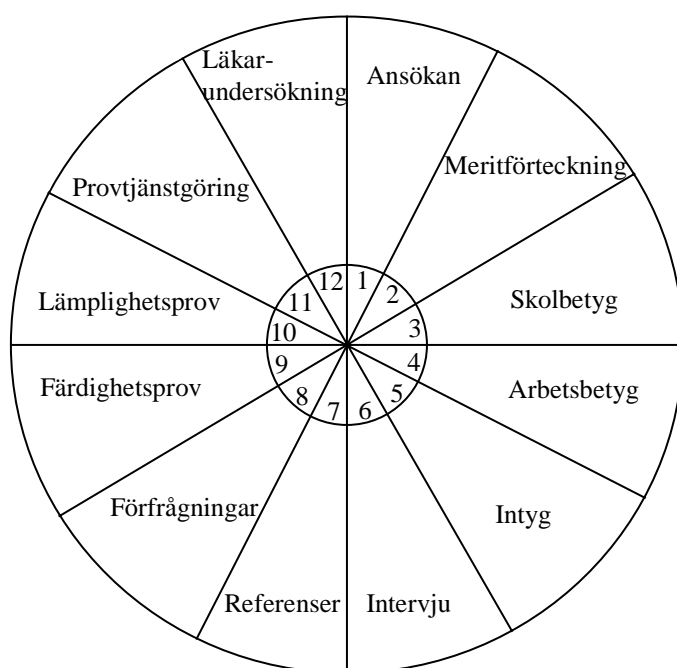 Läkar-
undersökning
Ansökan
Meritförteckning
Provtjänstgöring
Skolbetyg
Lämplighetsprov
12
1
2
11
3
10
4
9
5
8
6
7
Färdighetsprov
Arbetsbetyg
Förfrågningar
Intyg
Referenser
Intervju